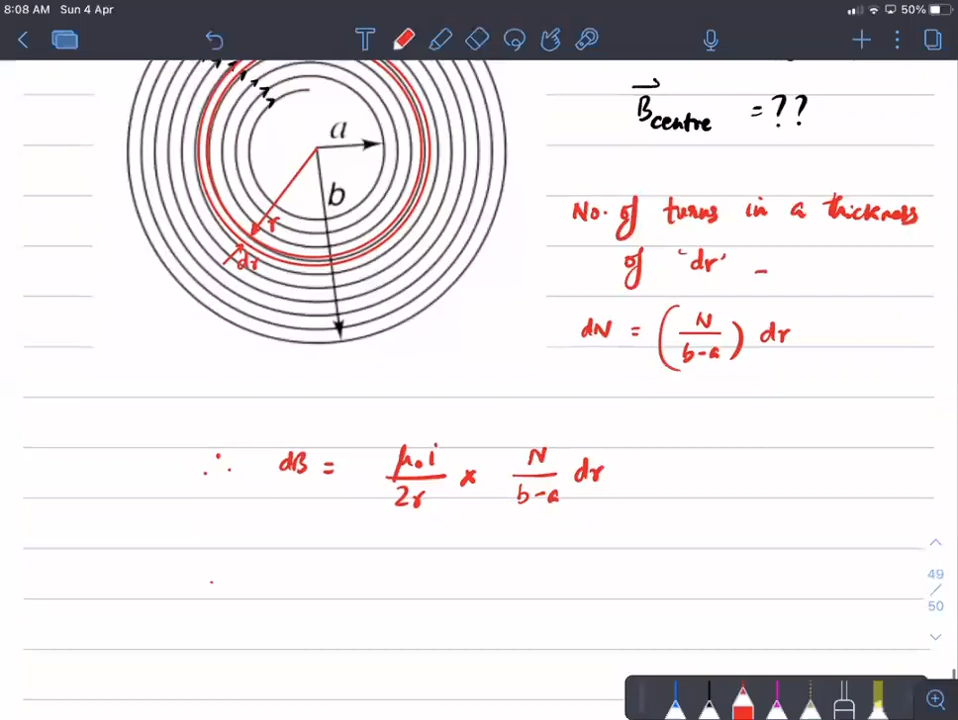 8:08 AM Sun 4 Apr 50%
T
B centre = ??
a
b
r
dr
No. of turns in a thickness
of 'dr' -
dN = (N/b-a) dr
∴ dB = μ₀i/2r × N/b-a dr
49
/
50